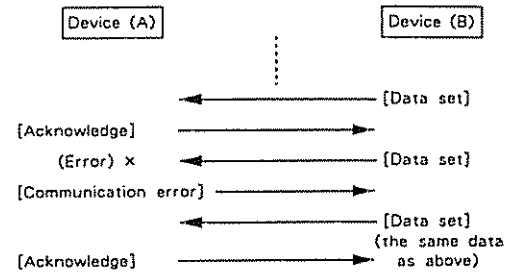 Device (A)
Device (B)
[Data set]
[Acknowledge]
(Error) ×
[Data set]
[Communication error]
[Data set]
(the same data
as above)
[Acknowledge]